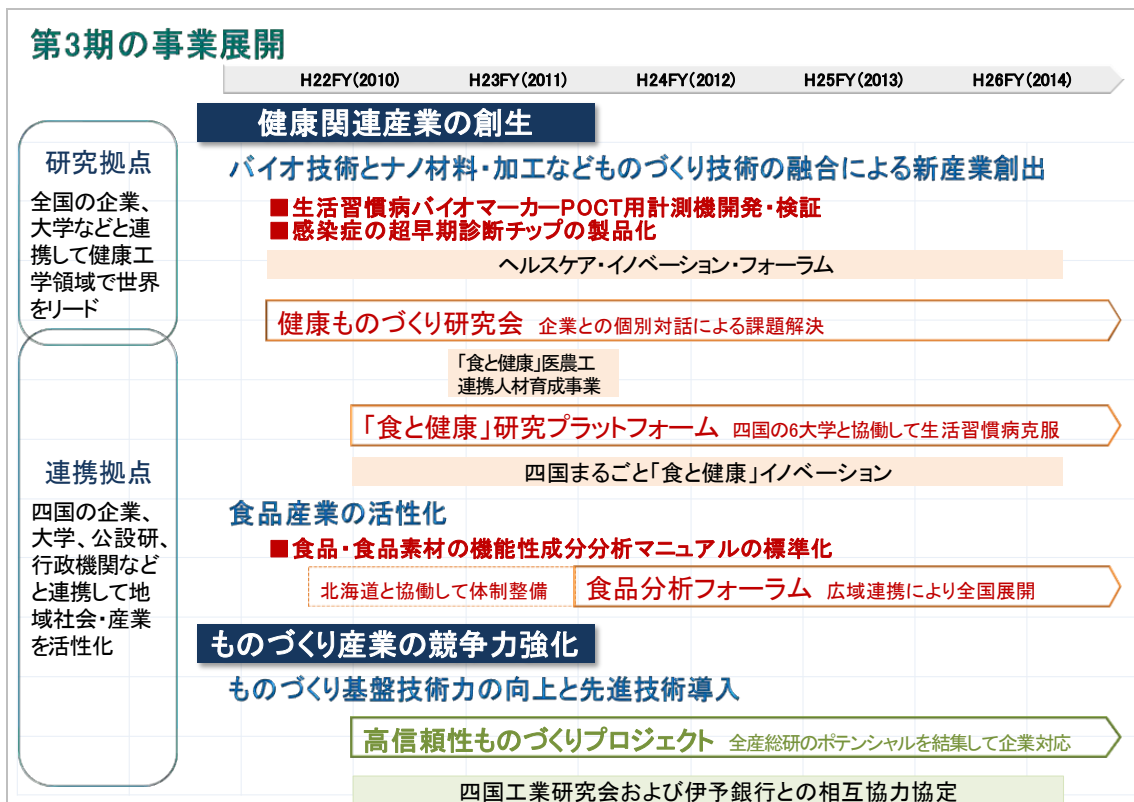 第3期の事業展開
H22FY(2010) H23FY(2011) H24FY(2012) H25FY(2013) H26FY(2014)
研究拠点
全国の企業、
大学などと連
携して健康工
学領域で世界
をリード
連携拠点
四国の企業、
大学、公設研、
行政機関など
と連携して地
域社会・産業
を活性化
健康関連産業の創生
バイオ技術とナノ材料・加工などものづくり技術の融合による新産業創出
■生活習慣病バイオマーカーPOCT用計測機開発・検証
■感染症の超早期診断チップの製品化
ヘルスケア・イノベーション・フォーラム
健康ものづくり研究会 企業との個別対話による課題解決
「食と健康」医農工
連携人材育成事業
「食と健康」研究プラットフォーム 四国の6大学と協働して生活習慣病克服
四国まるごと「食と健康」イノベーション
食品産業の活性化
■食品・食品素材の機能性成分分析マニュアルの標準化
北海道と協働して体制整備 食品分析フォーラム 広域連携により全国展開
ものづくり産業の競争力強化
ものづくり基盤技術力の向上と先進技術導入
高信頼性ものづくりプロジェクト 全産総研のポテンシャルを結集して企業対応
四国工業研究会および伊予銀行との相互協力協定